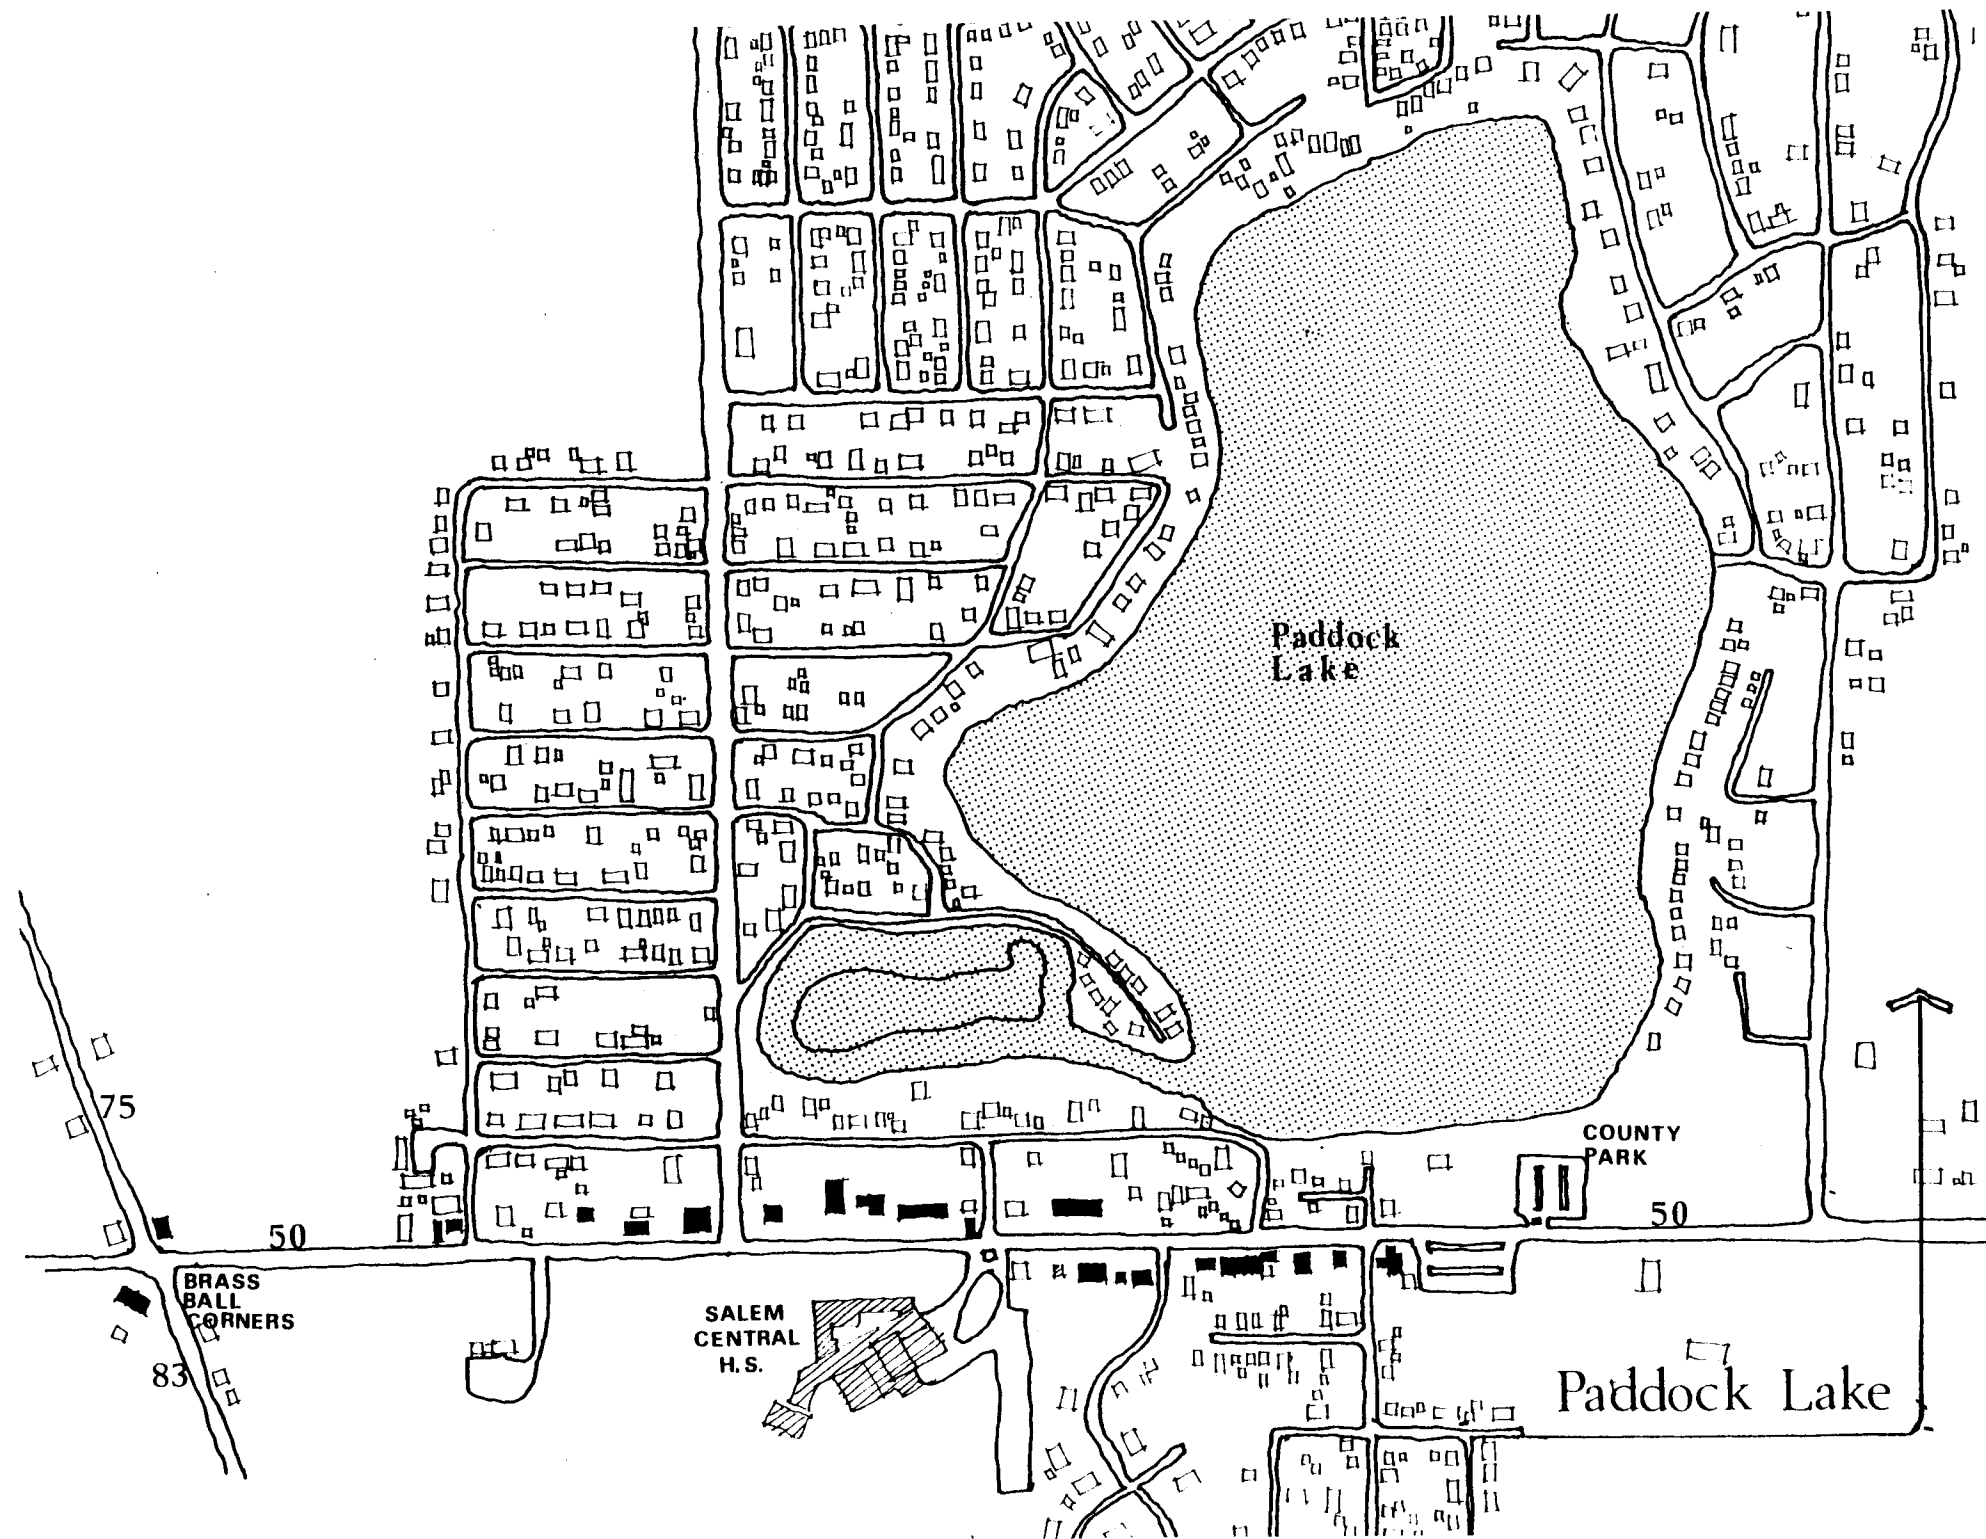 Paddock
Lake
75
COUNTY
PARK
50
50
BRASS
BALL
CORNERS
SALEM
CENTRAL
H.S.
83
Paddock Lake